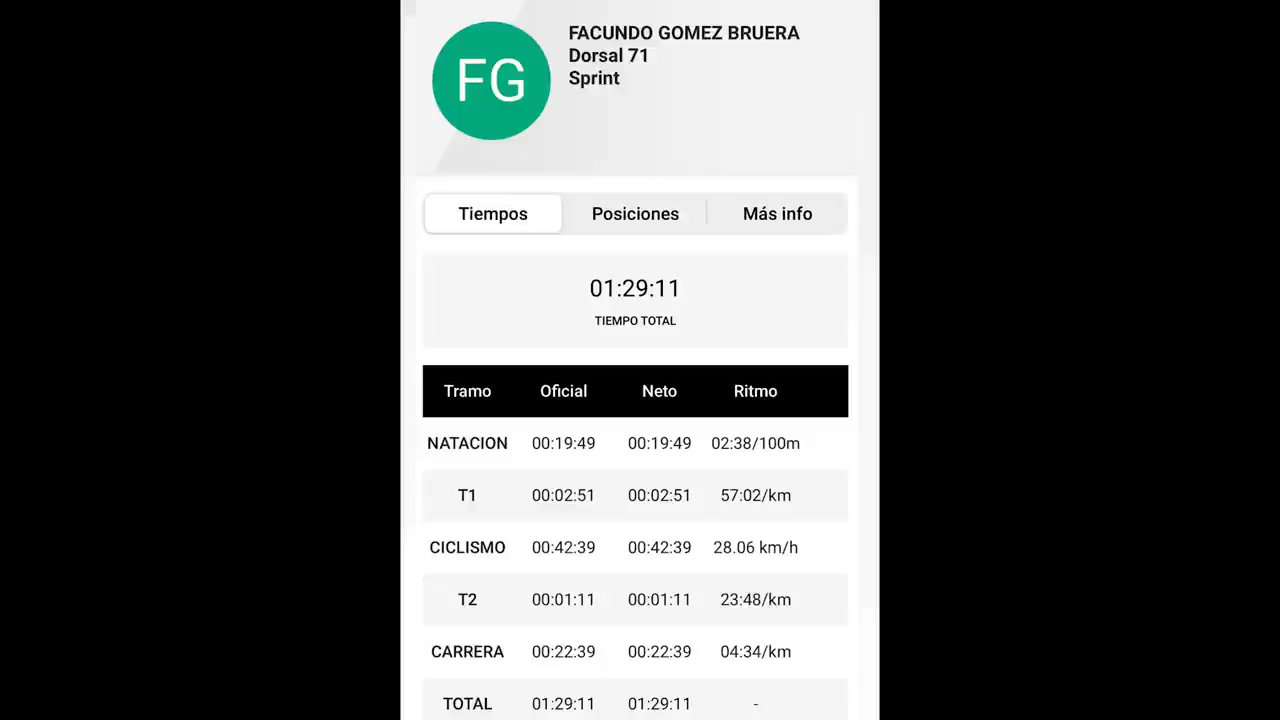 FG
FACUNDO GOMEZ BRUERA
Dorsal 71
Sprint
Tiempos Posiciones Más info
01:29:11
TIEMPO TOTAL
Tramo Oficial Neto Ritmo
NATACION 00:19:49 00:19:49 02:38/100m
T1 00:02:51 00:02:51 57:02/km
CICLISMO 00:42:39 00:42:39 28.06 km/h
T2 00:01:11 00:01:11 23:48/km
CARRERA 00:22:39 00:22:39 04:34/km
TOTAL 01:29:11 01:29:11 -